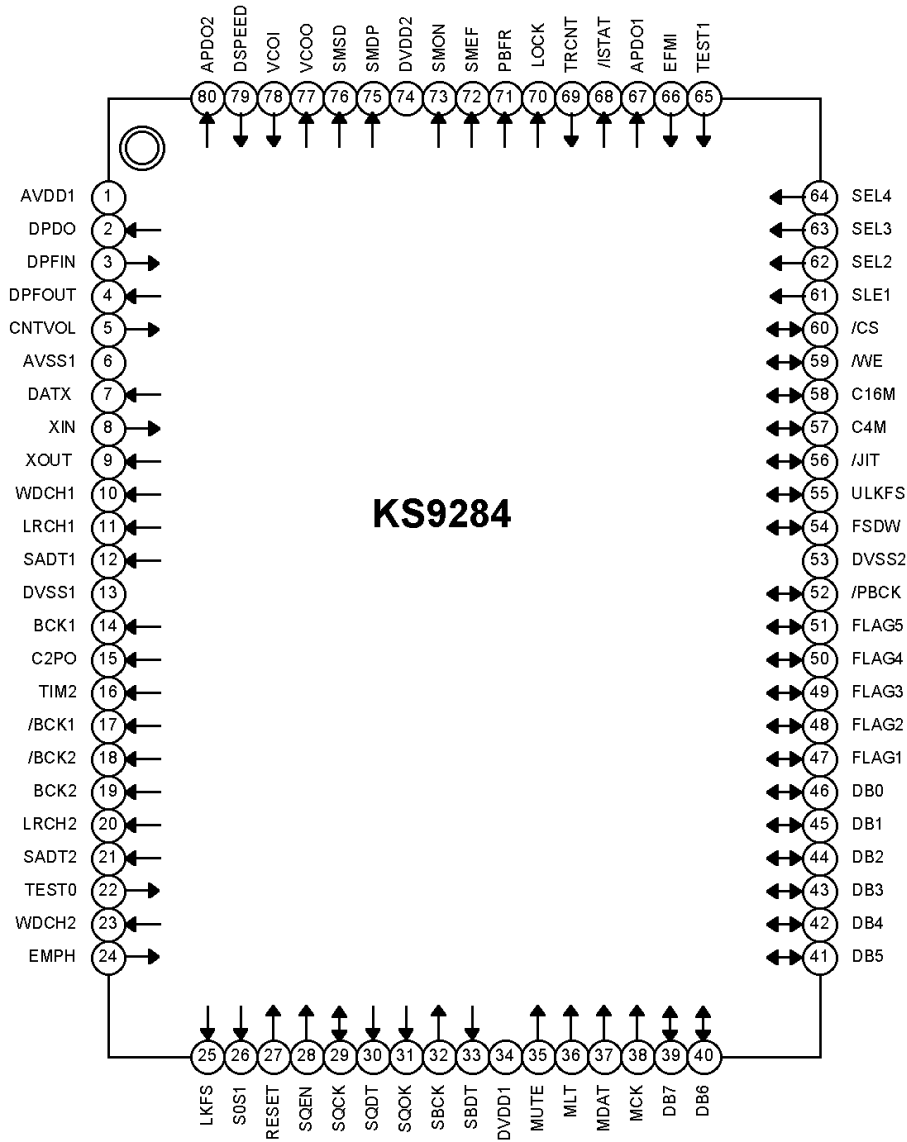 APDO2 DSPEED VCOI VCOO SMSD SMDP DVDD2 SMON SMEF PBFR LOCK TRCNT /ISTAT APDO1 EFMI TEST1
80 79 78 77 76 75 74 73 72 71 70 69 68 67 66 65
AVDD1 1 64 SEL4
DPDO 2 63 SEL3
DPFIN 3 62 SEL2
DPFOUT 4 61 SLE1
CNTVOL 5 60 /CS
AVSS1 6 59 /WE
DATX 7 58 C16M
XIN 8 57 C4M
XOUT 9 56 /JIT
WDCH1 10 55 ULKFS
KS9284
LRCH1 11 54 FSDW
SADT1 12 53 DVSS2
DVSS1 13 52 /PBCK
BCK1 14 51 FLAG5
C2PO 15 50 FLAG4
TIM2 16 49 FLAG3
/BCK1 17 48 FLAG2
/BCK2 18 47 FLAG1
BCK2 19 46 DB0
LRCH2 20 45 DB1
SADT2 21 44 DB2
TEST0 22 43 DB3
WDCH2 23 42 DB4
EMPH 24 41 DB5
25 26 27 28 29 30 31 32 33 34 35 36 37 38 39 40
LKFS S0S1 RESET SQEN SQCK SQDT SQOK SBCK SBDT DVDD1 MUTE MLT MDAT MCK DB7 DB6